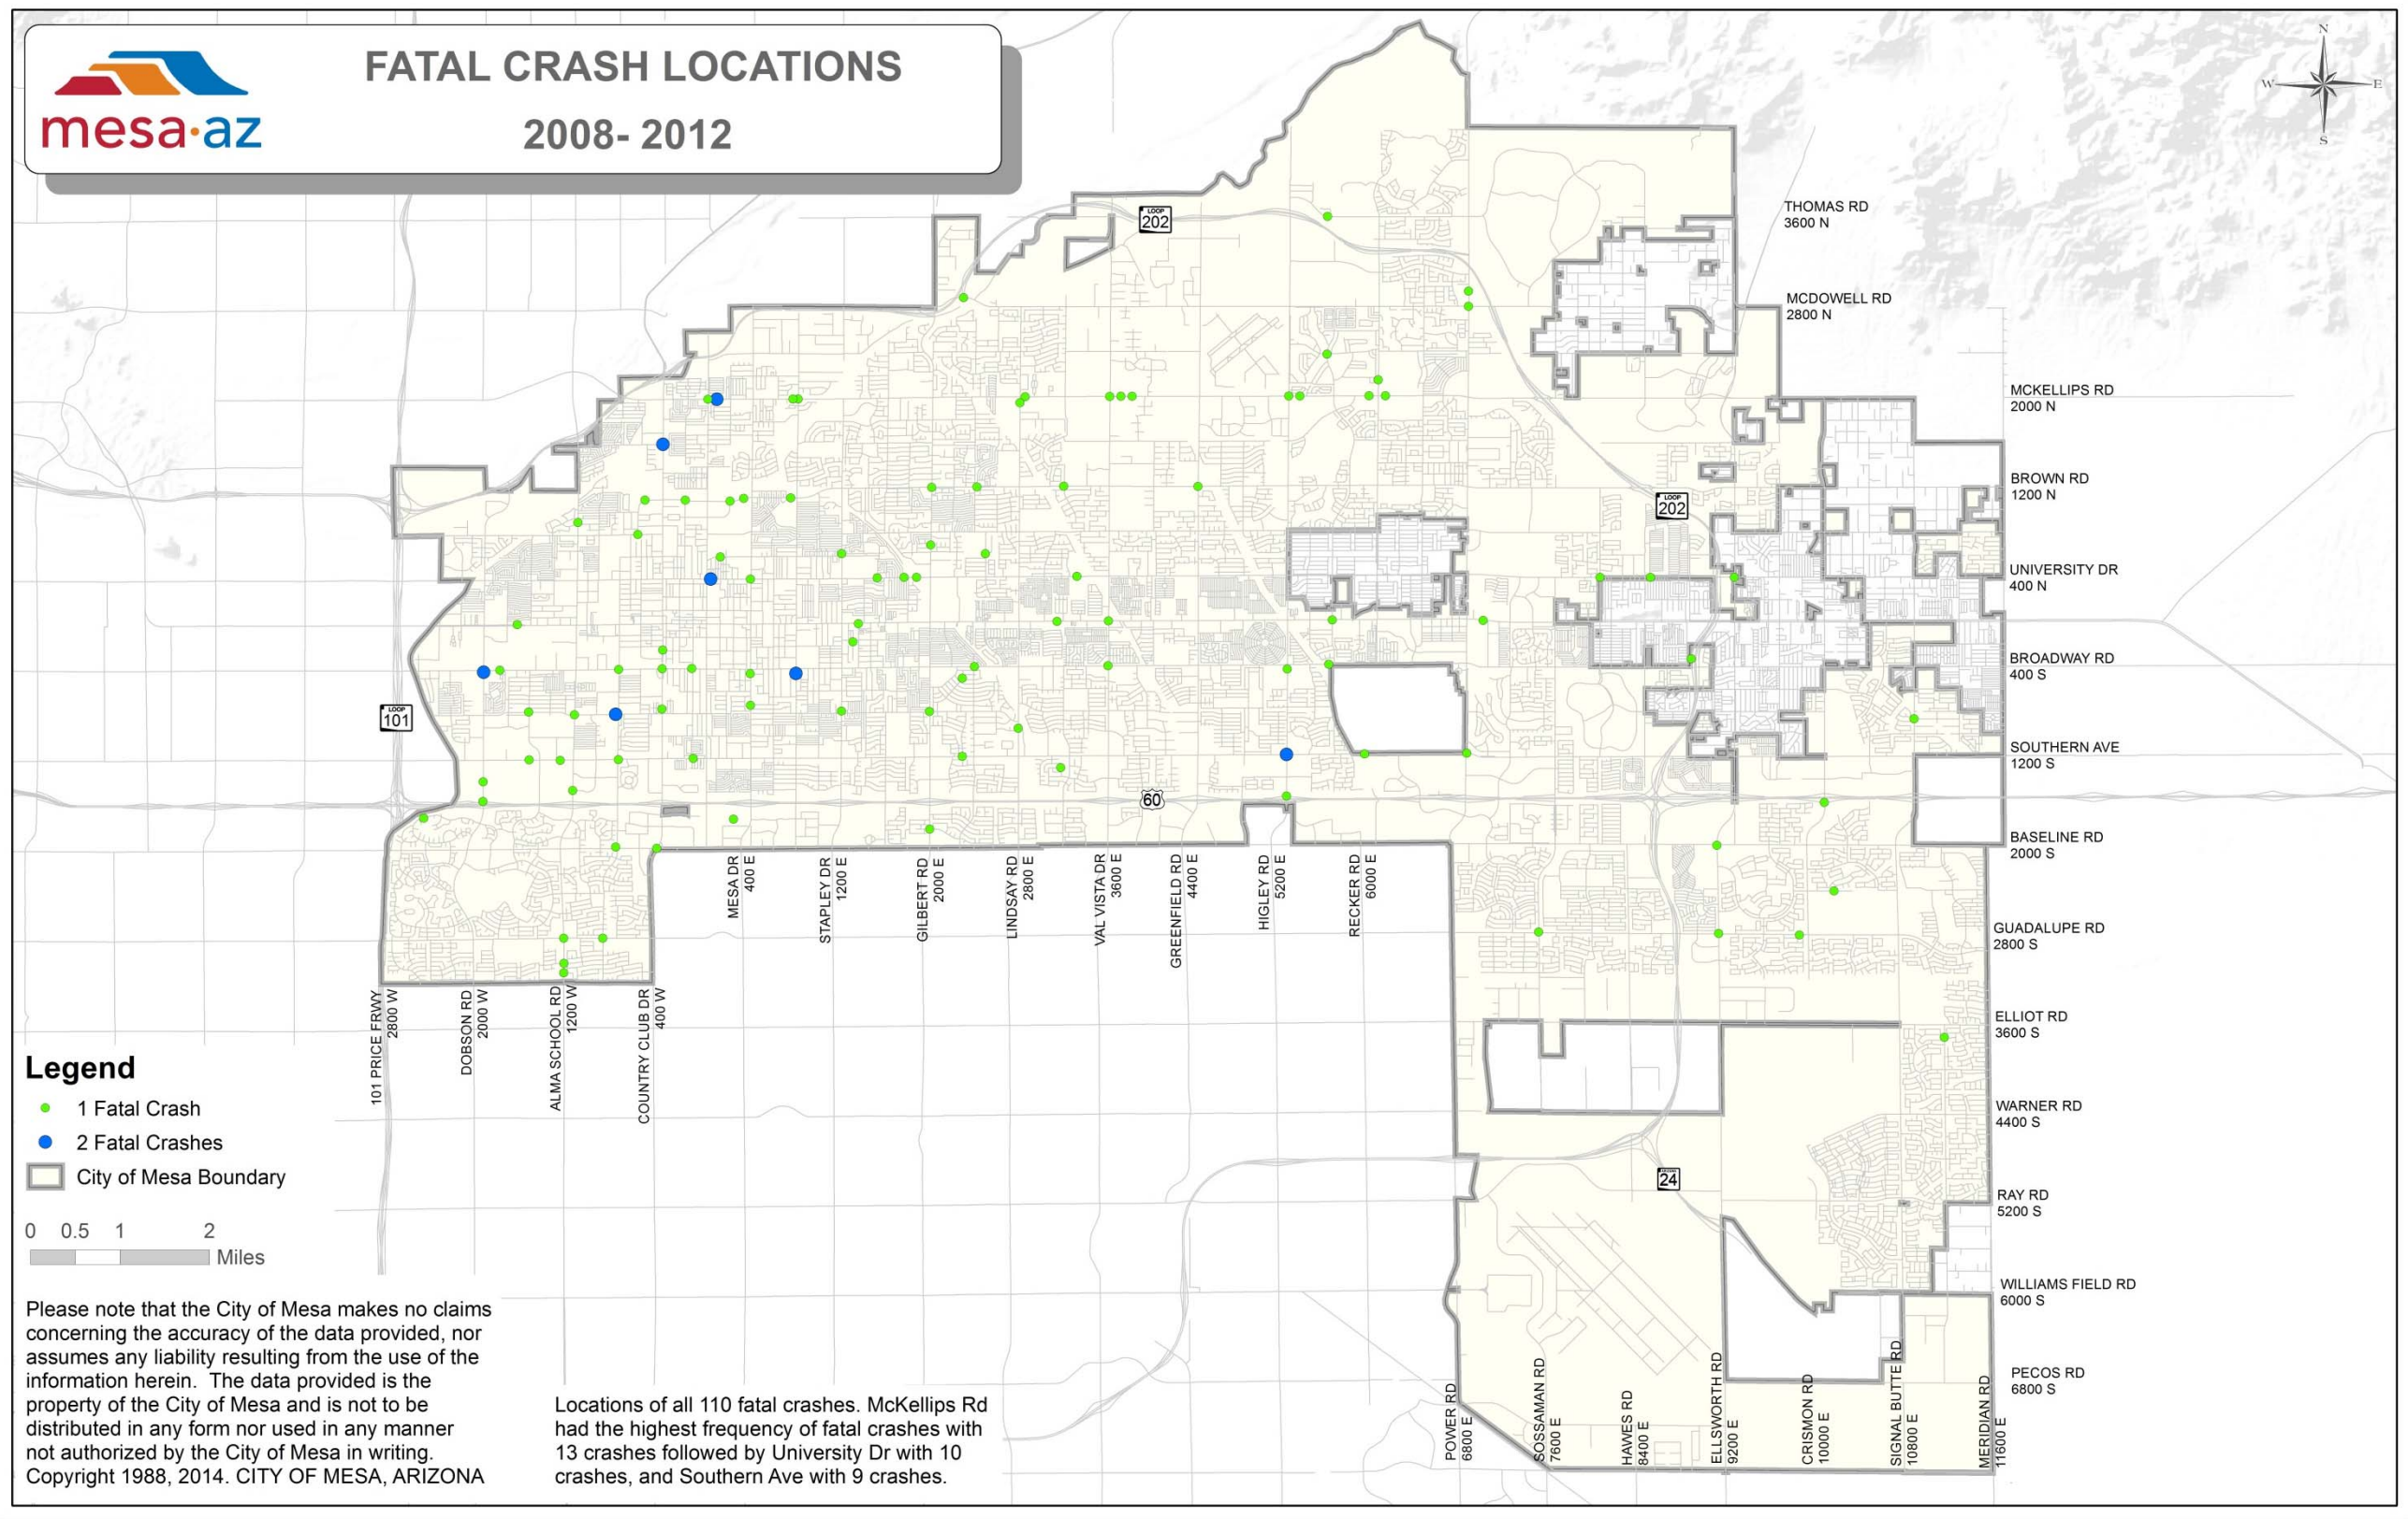 FATAL CRASH LOCATIONS
2008- 2012
mesa·az
N
W
E
S
LOOP
202
THOMAS RD
3600 N
MCDOWELL RD
2800 N
MCKELLIPS RD
2000 N
BROWN RD
1200 N
LOOP
202
UNIVERSITY DR
400 N
BROADWAY RD
400 S
LOOP
101
SOUTHERN AVE
1200 S
60
BASELINE RD
2000 S
MESA DR
400 E
STAPLEY DR
1200 E
GILBERT RD
2000 E
LINDSAY RD
2800 E
VAL VISTA DR
3600 E
GREENFIELD RD
4400 E
HIGLEY RD
5200 E
RECKER RD
6000 E
GUADALUPE RD
2800 S
101 PRICE FRWY
2800 W
DOBSON RD
2000 W
ALMA SCHOOL RD
1200 W
COUNTRY CLUB DR
400 W
ELLIOT RD
3600 S
WARNER RD
4400 S
24
RAY RD
5200 S
WILLIAMS FIELD RD
6000 S
PECOS RD
6800 S
POWER RD
6800 E
SOSSAMAN RD
7600 E
HAWES RD
8400 E
ELLSWORTH RD
9200 E
CRISMON RD
10000 E
SIGNAL BUTTE RD
10800 E
MERIDIAN RD
11600 E
Legend
1 Fatal Crash
2 Fatal Crashes
City of Mesa Boundary
0 0.5 1 2
Miles
Please note that the City of Mesa makes no claims
concerning the accuracy of the data provided, nor
assumes any liability resulting from the use of the
information herein. The data provided is the
property of the City of Mesa and is not to be
distributed in any form nor used in any manner
not authorized by the City of Mesa in writing.
Copyright 1988, 2014. CITY OF MESA, ARIZONA
Locations of all 110 fatal crashes. McKellips Rd
had the highest frequency of fatal crashes with
13 crashes followed by University Dr with 10
crashes, and Southern Ave with 9 crashes.